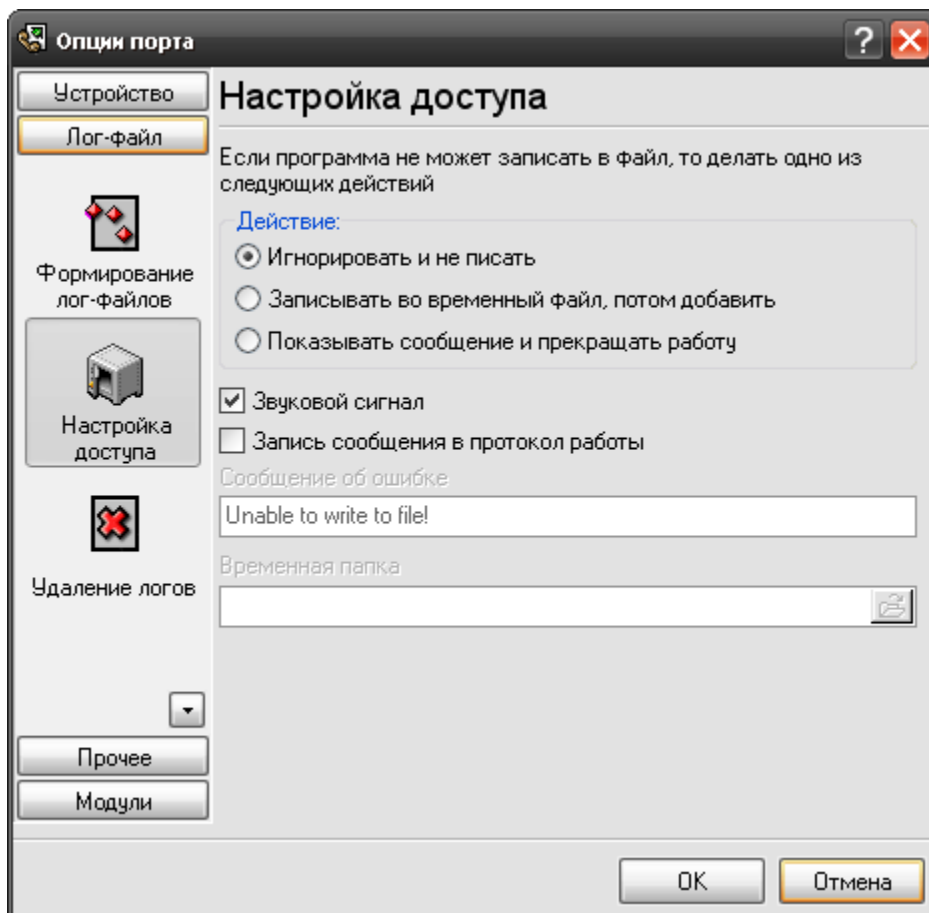 Опции порта
Устройство
Лог-файл
Формирование
лог-файлов
Настройка
доступа
Удаление логов
Прочее
Модули
Настройка доступа
Если программа не может записать в файл, то делать одно из
следующих действий
Действие:
Игнорировать и не писать
Записывать во временный файл, потом добавить
Показывать сообщение и прекращать работу
Звуковой сигнал
Запись сообщения в протокол работы
Сообщение об ошибке
Unable to write to file!
Временная папка
OK
Отмена